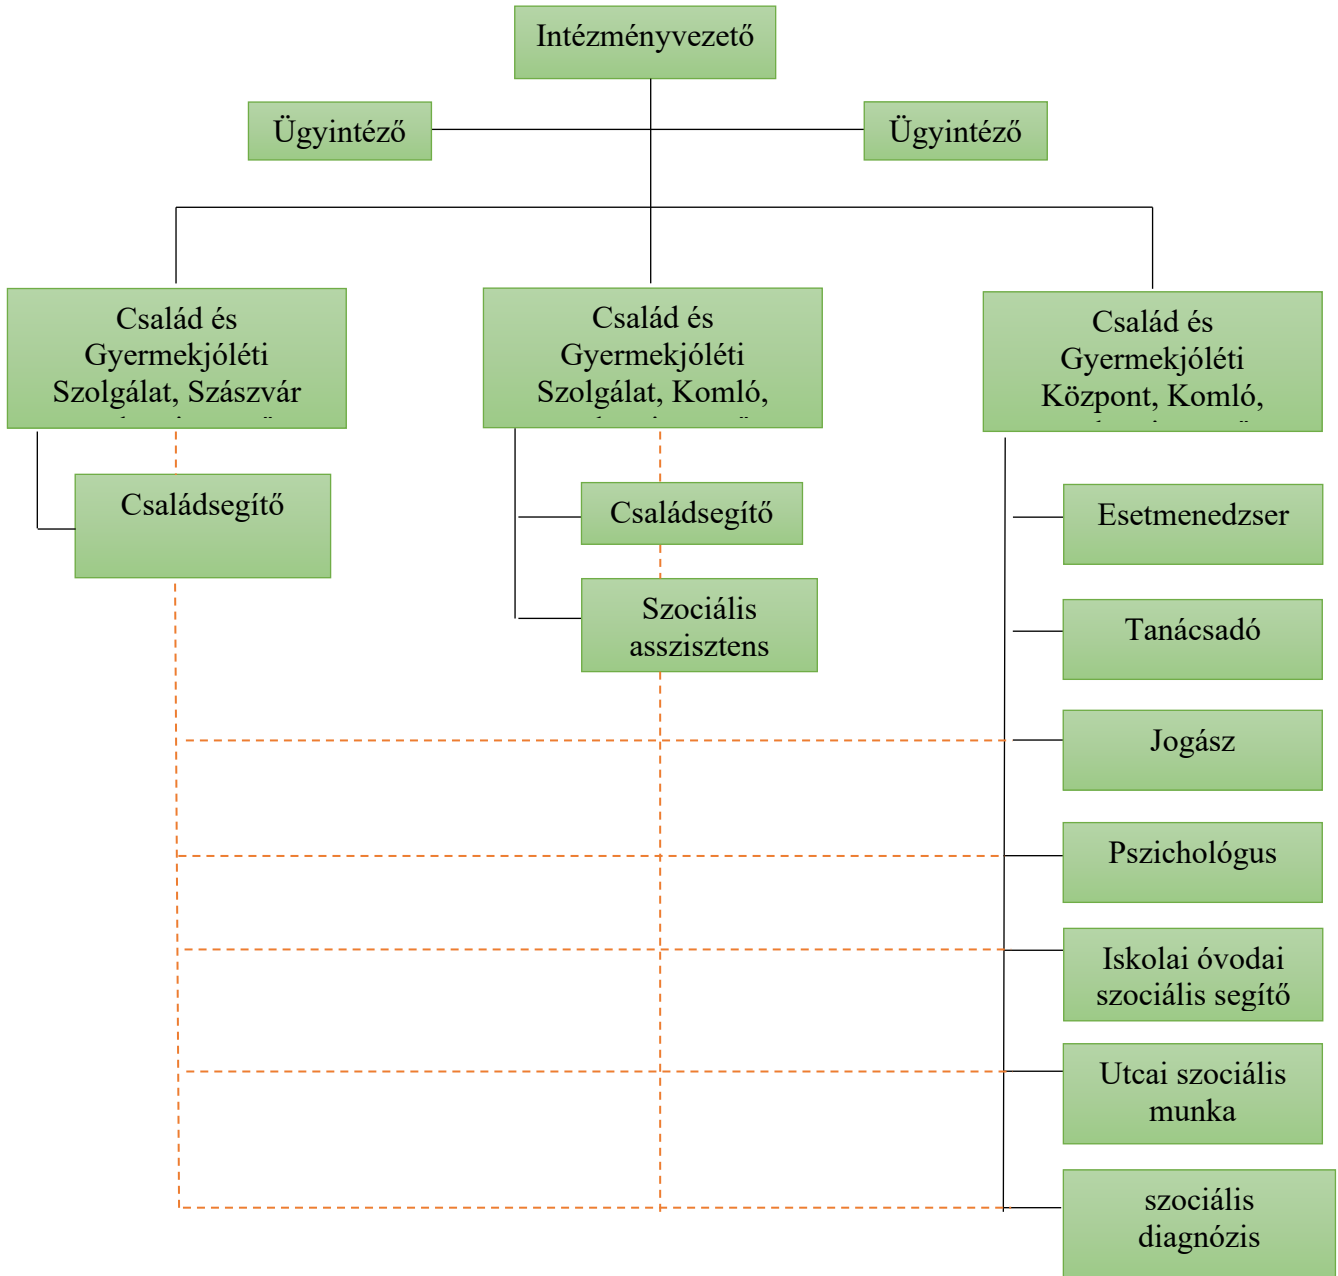 Intézményvezető
Ügyintéző
Ügyintéző
Család és
Gyermekjóléti
Szolgálat, Szászvár
Család és
Gyermekjóléti
Szolgálat, Komló,
Család és
Gyermekjóléti
Központ, Komló,
Családsegítő
Családsegítő
Szociális
asszisztens
Esetmenedzser
Tanácsadó
Jogász
Pszichológus
Iskolai óvodai
szociális segítő
Utcai szociális
munka
szociális
diagnózis